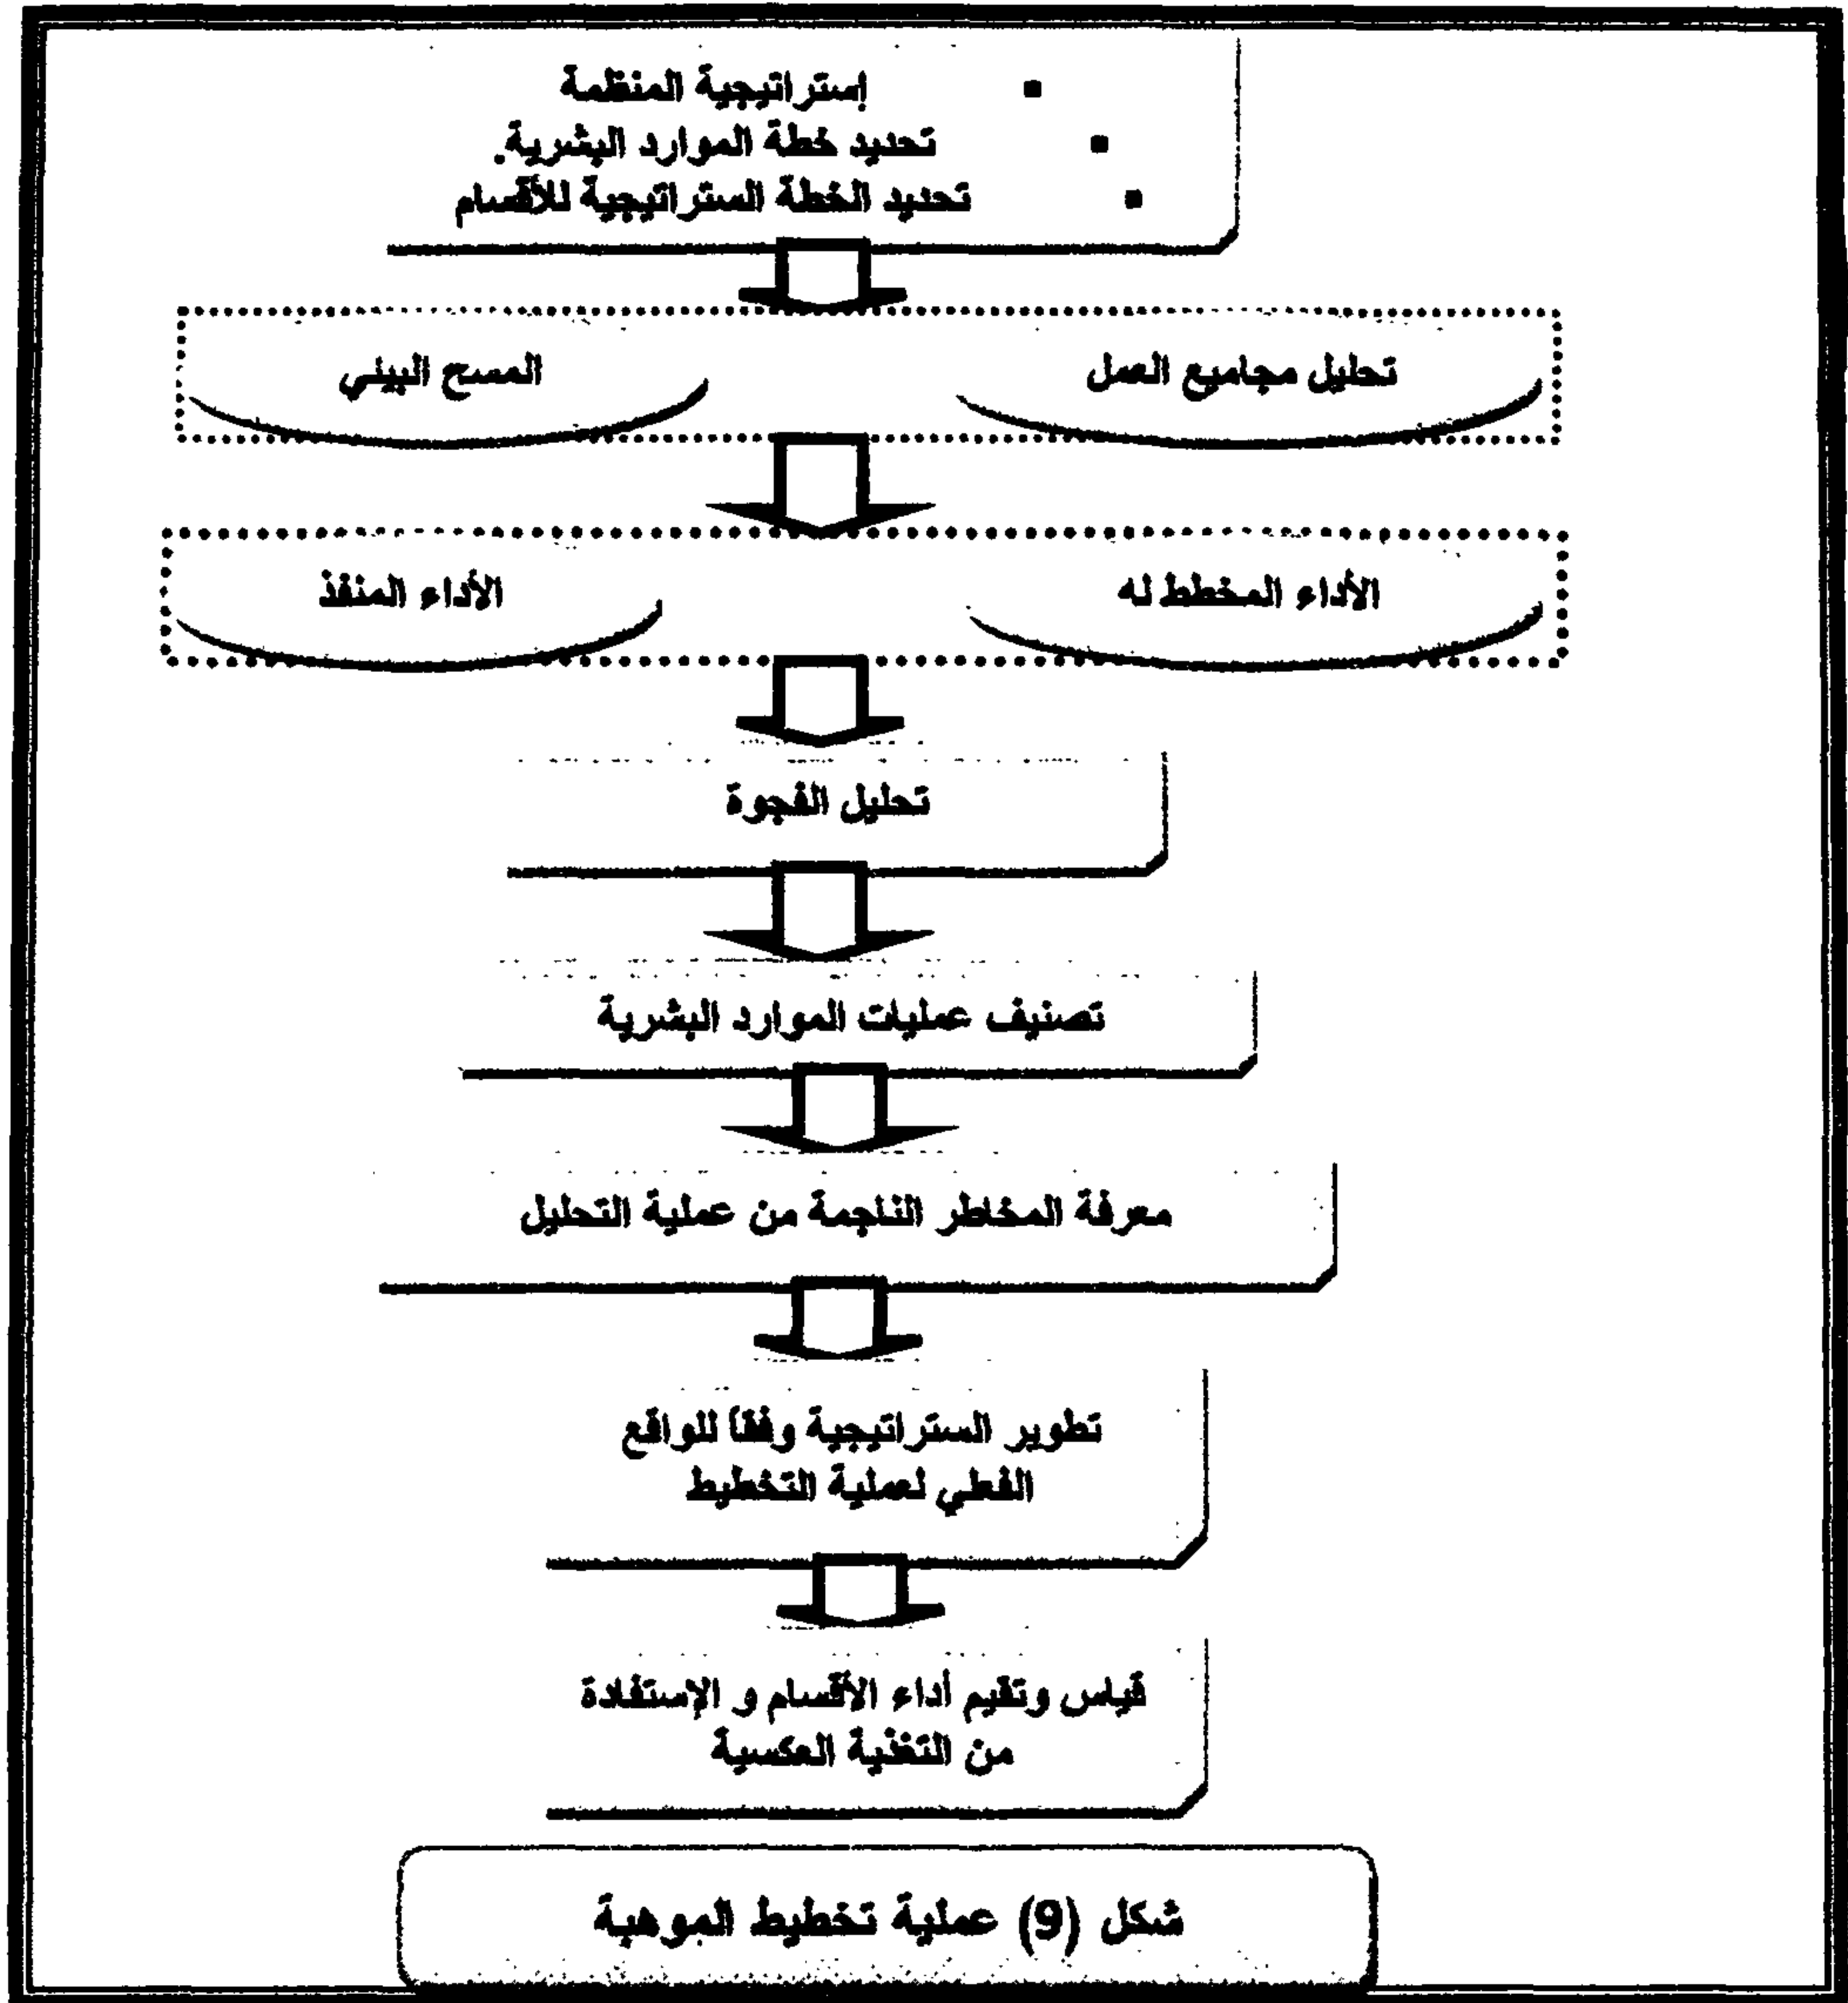 ▪ إستراتيجية المنظمة
▪ تحديد خطة الموارد البشرية.
▪ تحديد الخطة الستراتيجية للأقسام
تحليل مجاميع العمل
المسح البيئي
الأداء المخطط له
الأداء المنفذ
تحليل الفجوة
تصنيف عمليات الموارد البشرية
معرفة المخاطر الناجمة من عملية التحليل
تطوير الستراتيجية وفقاً للواقع
الفعلي لعملية التخطيط
قياس وتقيم أداء الأقسام و الإستفادة
من التغذية العكسية
شكل (9) عملية تخطيط الموهبة